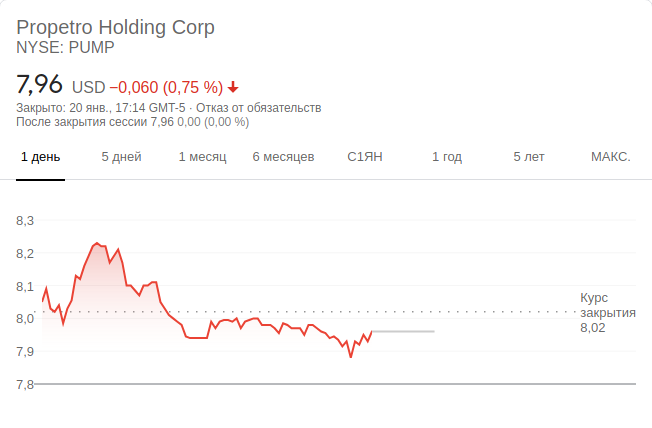 Propetro Holding Corp
NYSE: PUMP
7,96 USD −0,060 (0,75 %)
Закрыто: 20 янв., 17:14 GMT-5 · Отказ от обязательств
После закрытия сессии 7,96 0,00 (0,00 %)
1 день 5 дней 1 месяц 6 месяцев С1ЯН 1 год 5 лет МАКС.
8,3
8,2
8,1
8,0
7,9
7,8
Курс
закрытия
8,02